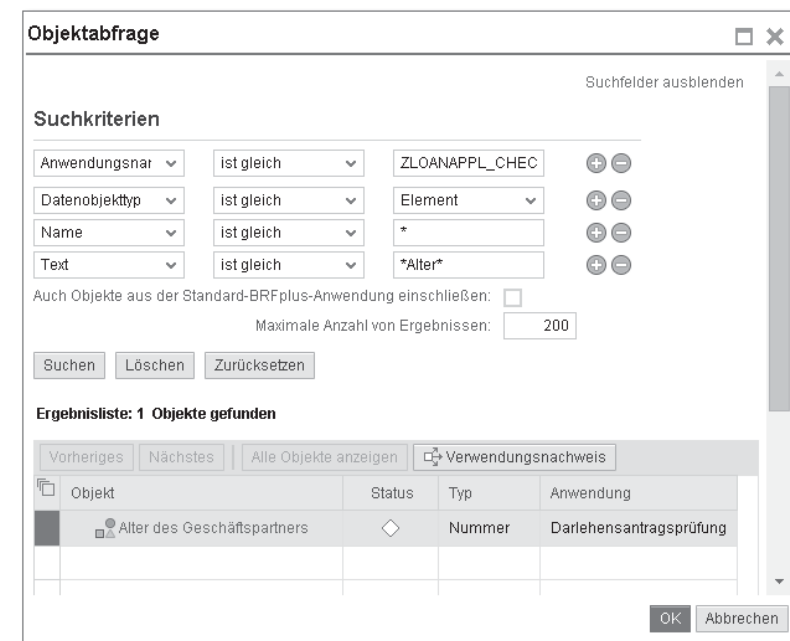 Objektabfrage
Suchfelder ausblenden
Suchkriterien
Anwendungsnar ist gleich ZLOANAPPL_CHEC
Datenobjekttyp ist gleich Element
Name ist gleich *
Text ist gleich *Alter*
Auch Objekte aus der Standard-BRFplus-Anwendung einschließen:
Maximale Anzahl von Ergebnissen: 200
Suchen Löschen Zurücksetzen
Ergebnisliste: 1 Objekte gefunden
Vorheriges Nächstes Alle Objekte anzeigen Verwendungsnachweis
Objekt Status Typ Anwendung
Alter des Geschäftspartners Nummer Darlehensantragsprüfung
OK Abbrechen